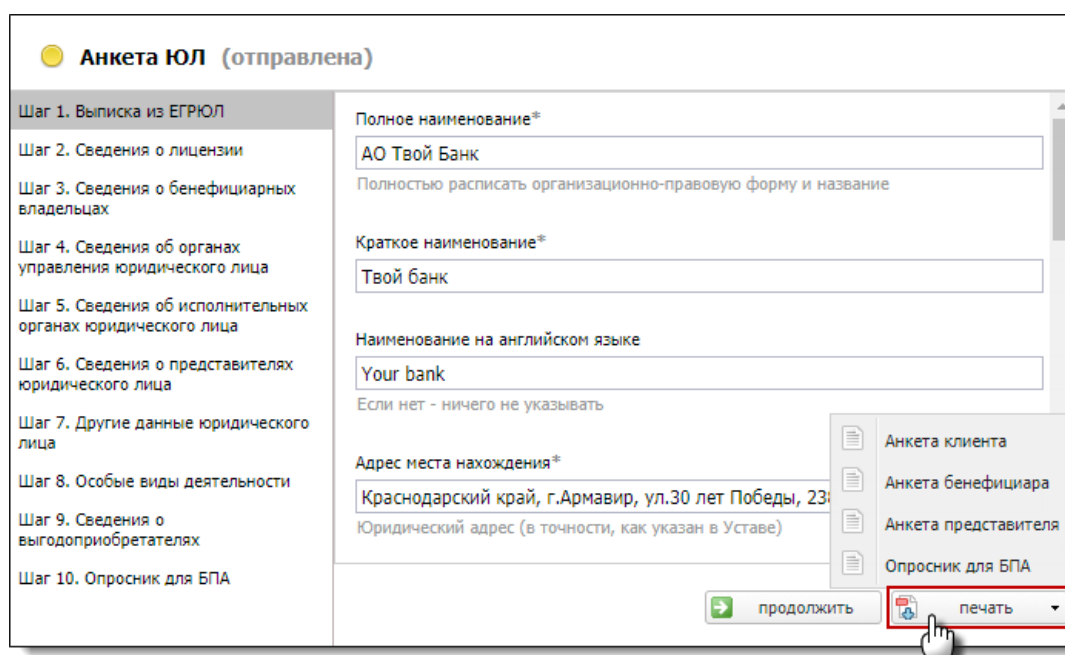 Анкета ЮЛ (отправлена)
Шаг 1. Выписка из ЕГРЮЛ
Шаг 2. Сведения о лицензии
Шаг 3. Сведения о бенефициарных
владельцах
Шаг 4. Сведения об органах
управления юридического лица
Шаг 5. Сведения об исполнительных
органах юридического лица
Шаг 6. Сведения о представителях
юридического лица
Шаг 7. Другие данные юридического
лица
Шаг 8. Особые виды деятельности
Шаг 9. Сведения о
выгодоприобретателях
Шаг 10. Опросник для БПА
Полное наименование*
АО Твой Банк
Полностью расписать организационно-правовую форму и название
Краткое наименование*
Твой банк
Наименование на английском языке
Your bank
Если нет - ничего не указывать
Адрес места нахождения*
Краснодарский край, г.Армавир, ул.30 лет Победы, 238
Юридический адрес (в точности, как указан в Уставе)
Анкета клиента
Анкета бенефициара
Анкета представителя
Опросник для БПА
продолжить
печать